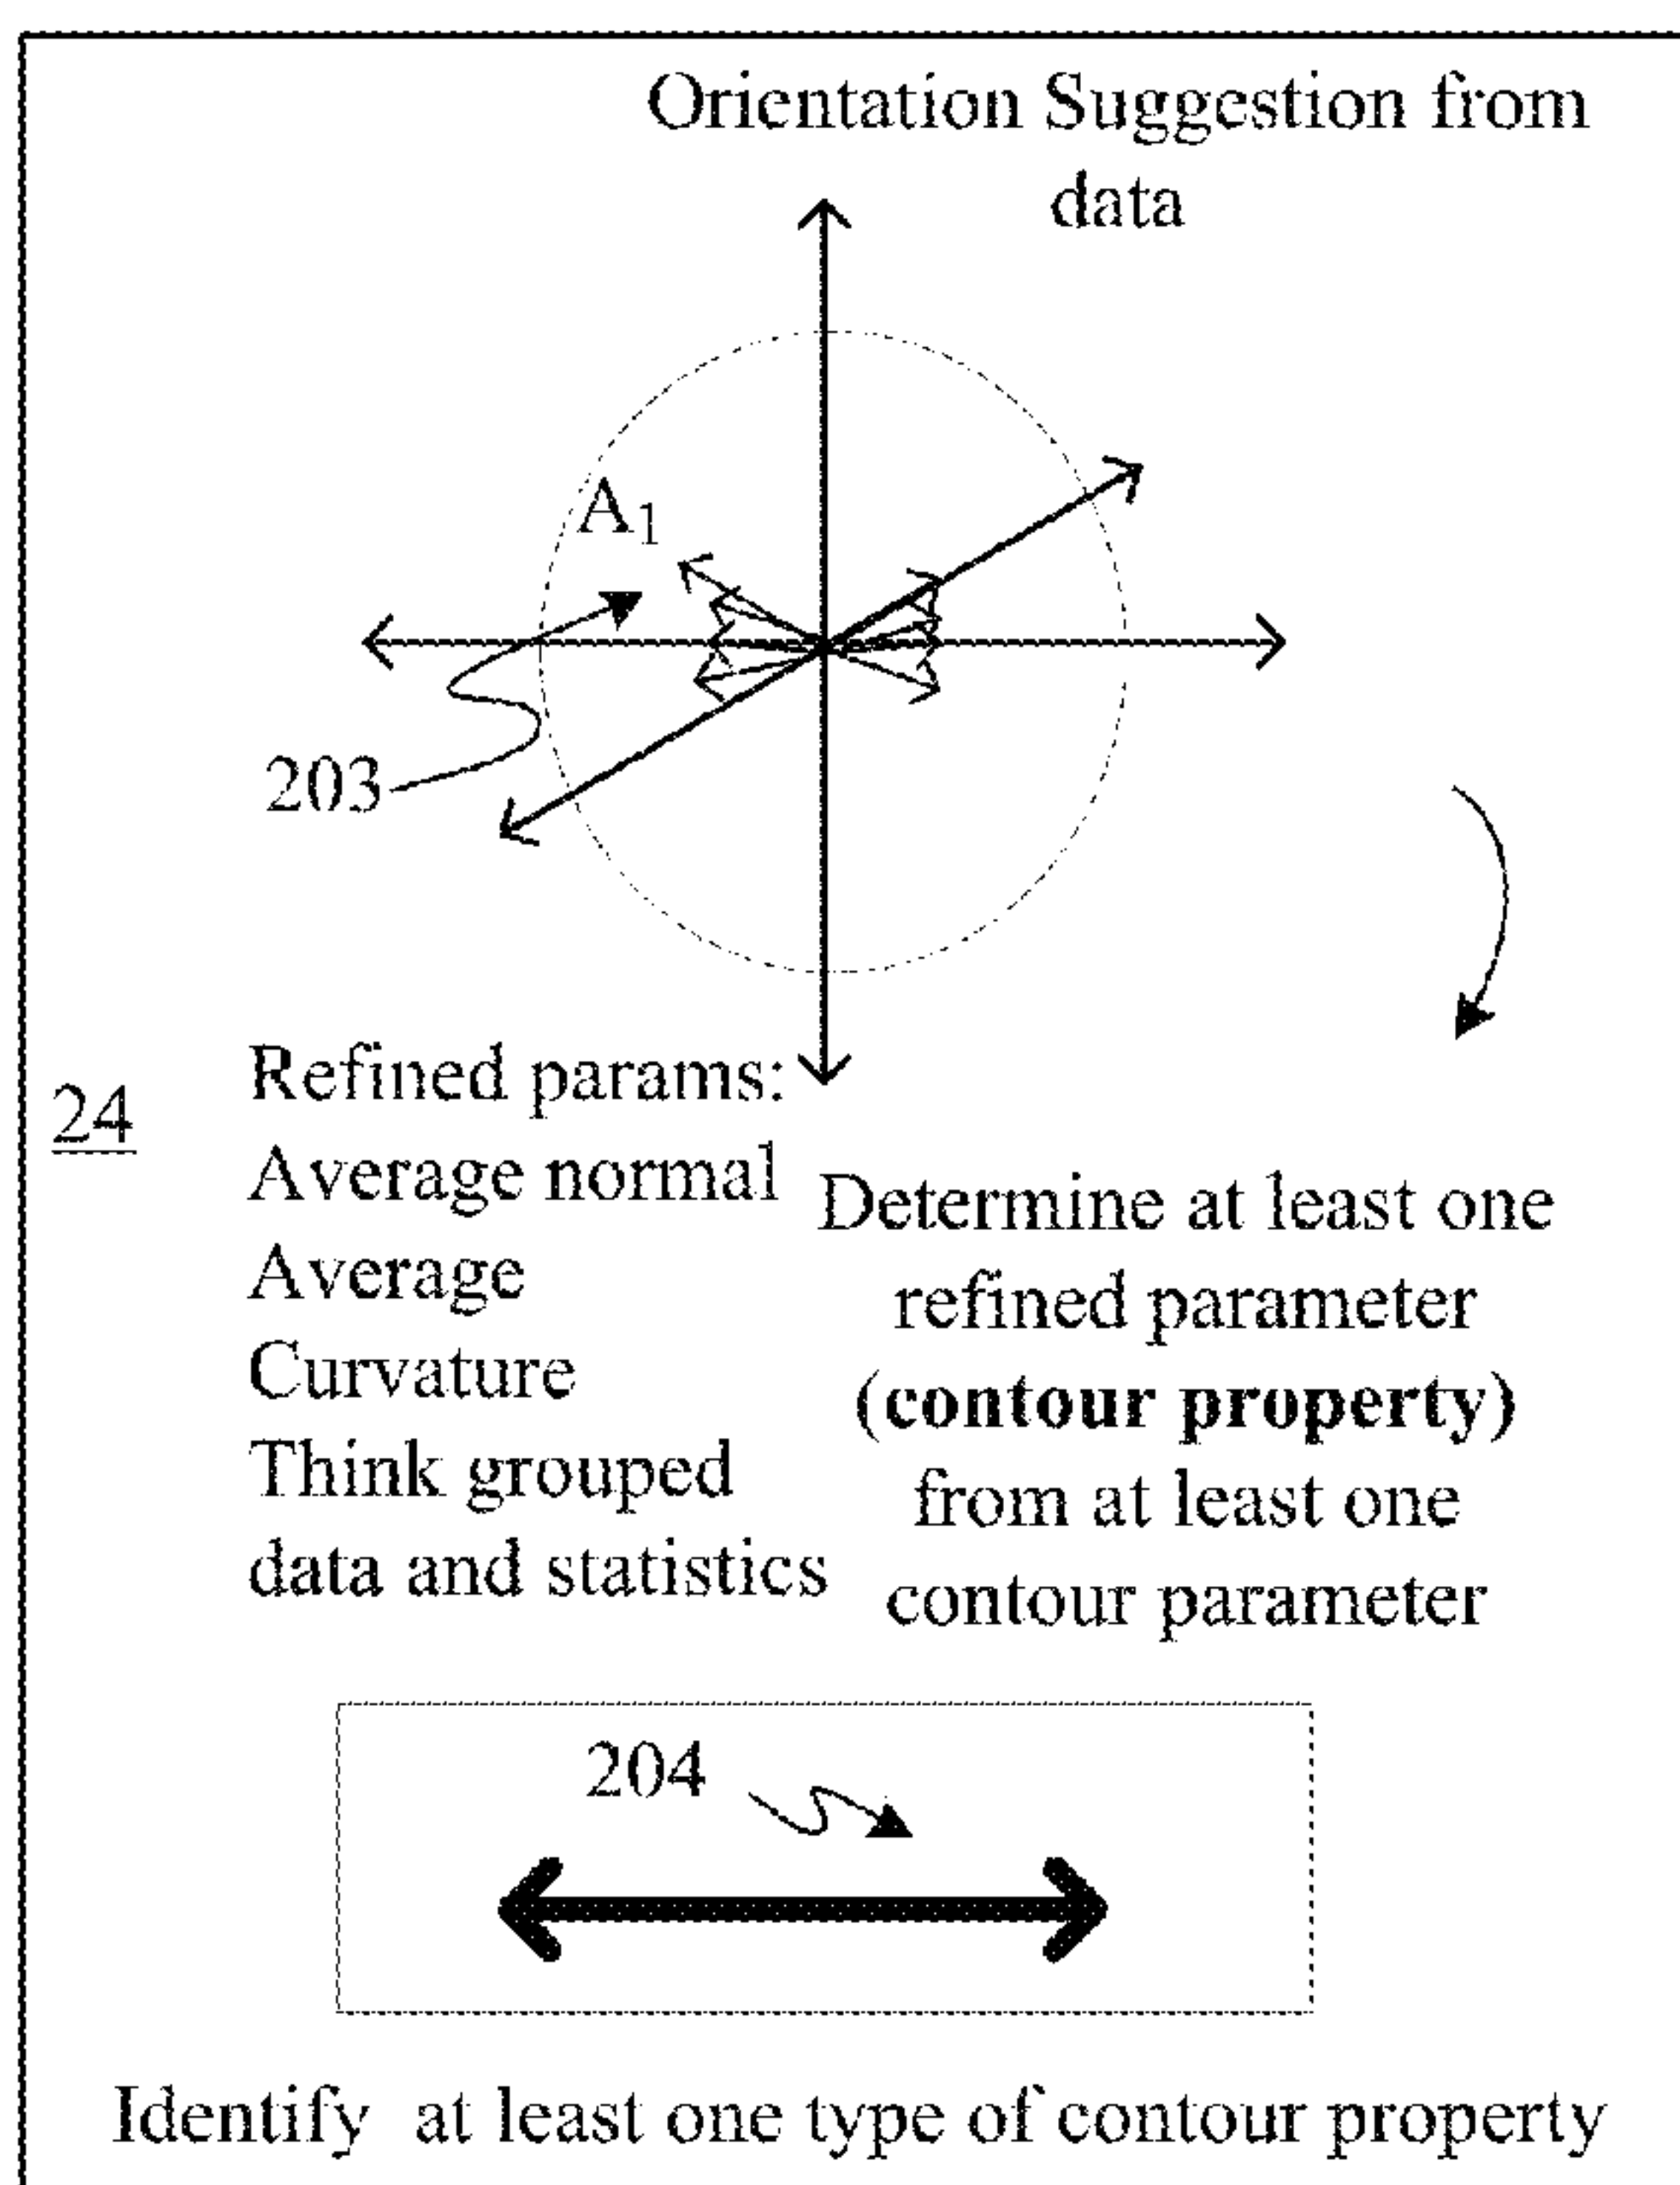 Orientation Suggestion from
data
A1
203
24
Refined params:
Average normal
Average
Curvature
Think grouped
data and statistics
Determine at least one
refined parameter
(contour property)
from at least one
contour parameter
204
Identify at least one type of contour property